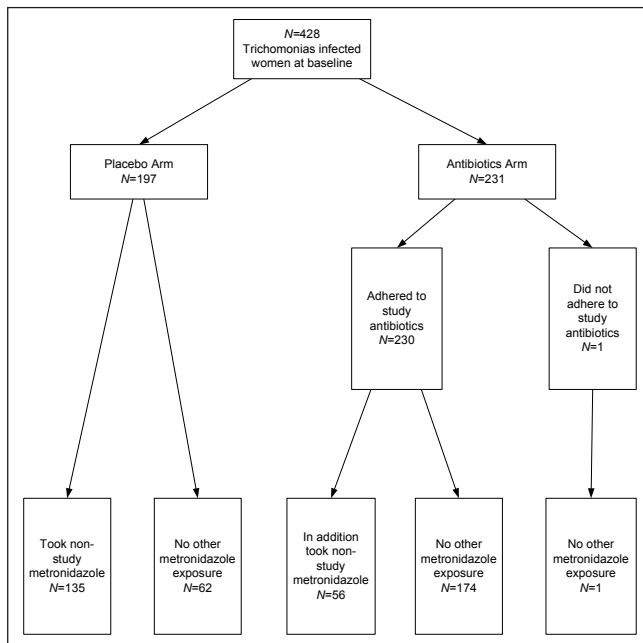 N=428
Trichomonias infected
women at baseline
Placebo Arm
N=197
Antibiotics Arm
N=231
Adhered to
study
antibiotics
N=230
Did not
adhere to
study
antibiotics
N=1
Took non-
study
metronidazole
N=135
No other
metronidazole
exposure
N=62
In addition
took non-
study
metronidazole
N=56
No other
metronidazole
exposure
N=174
No other
metronidazole
exposure
N=1